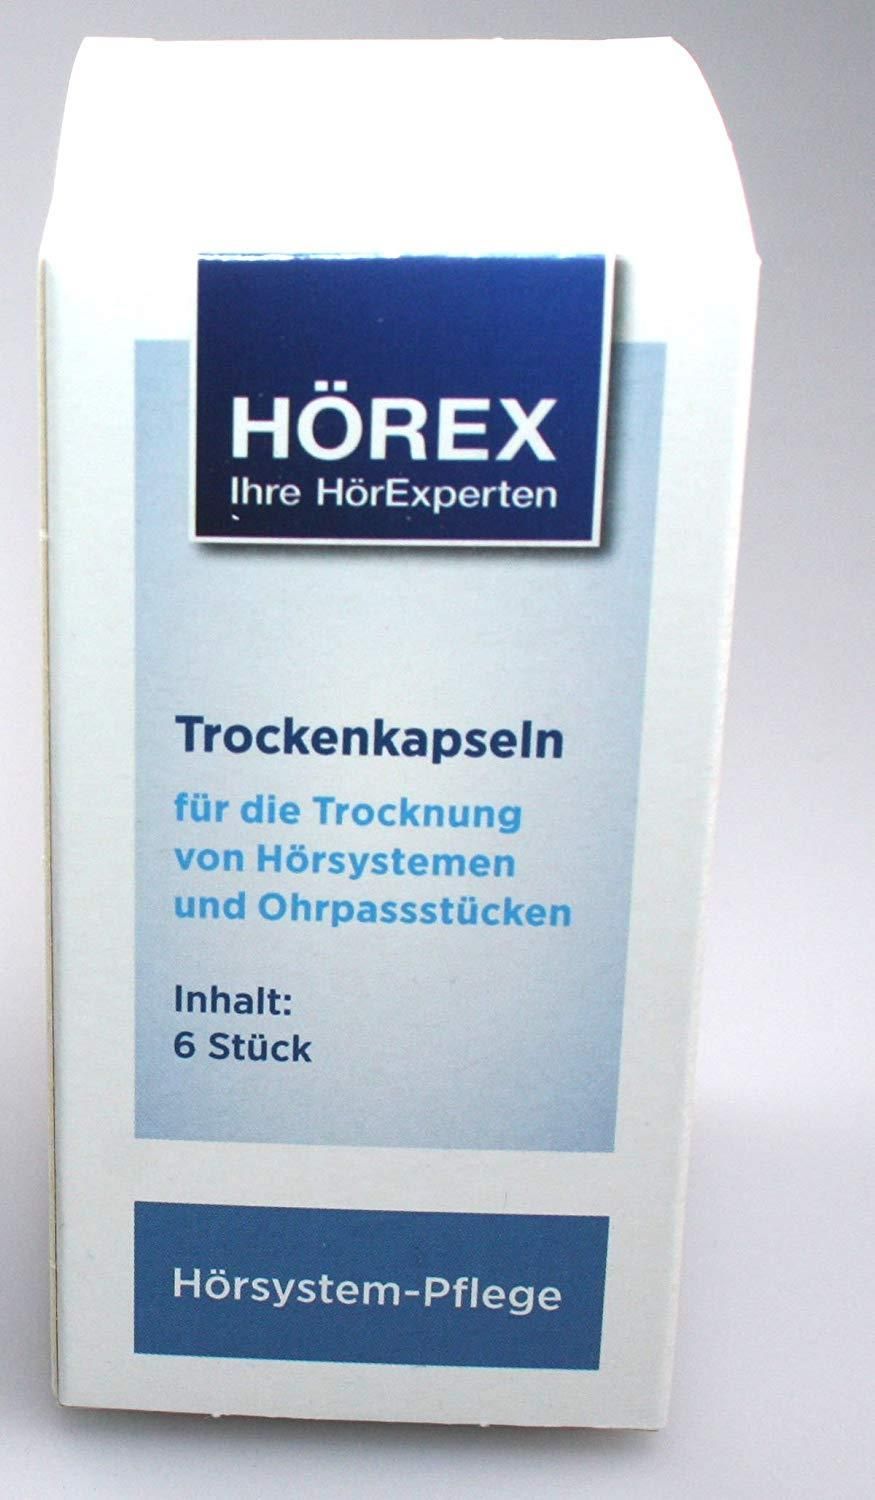 HÖREX
Ihre HörExperten
Trockenkapseln
für die Trocknung
von Hörsystemen
und Ohrpassstücken
Inhalt:
6 Stück
Hörsystem-Pflege